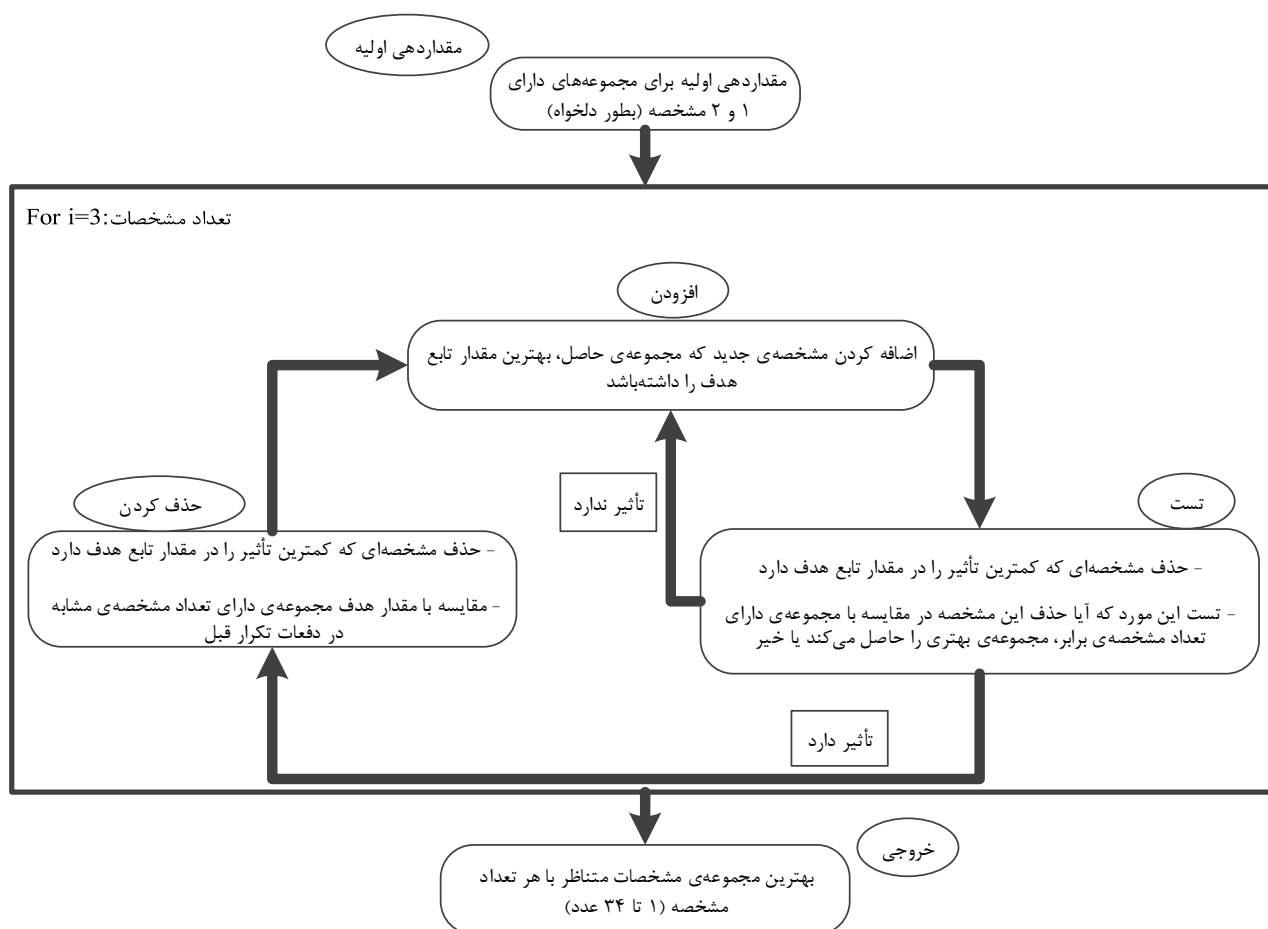 مقداردهی اولیه
مقداردهی اولیه برای مجموعه‌های دارای
۱ و ۲ مشخصه (بطور دلخواه)
For i=3:تعداد مشخصات
افزودن
اضافه کردن مشخصه‌ی جدید که مجموعه‌ی حاصل، بهترین مقدار تابع
هدف را داشته‌باشد
تأثیر ندارد
تست
- حذف مشخصه‌ای که کمترین تأثیر را در مقدار تابع هدف دارد
- تست این مورد که آیا حذف این مشخصه در مقایسه با مجموعه‌ی دارای
تعداد مشخصه‌ی برابر، مجموعه‌ی بهتری را حاصل می‌کند یا خیر
حذف کردن
- حذف مشخصه‌ای که کمترین تأثیر را در مقدار تابع هدف دارد
- مقایسه با مقدار هدف مجموعه‌ی دارای تعداد مشخصه‌ی مشابه
در دفعات تکرار قبل
تأثیر دارد
خروجی
بهترین مجموعه‌ی مشخصات متناظر با هر تعداد
مشخصه (۱ تا ۳۴ عدد)